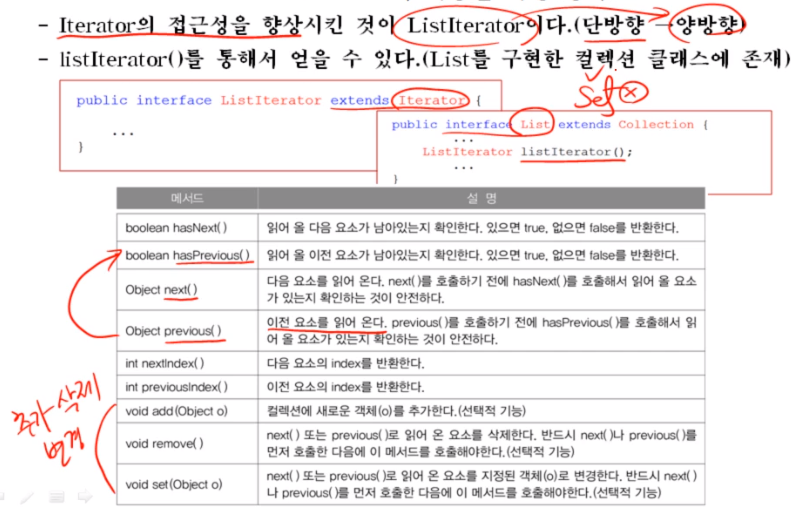 - Iterator의 접근성을 향상시킨 것이 ListIterator이다.(단방향 →양방향)
- listIterator()를 통해서 얻을 수 있다.(List를 구현한 컬렉션 클래스에 존재)
Set ⓧ
public interface ListIterator extends Iterator {
...
}
public interface List extends Collection {
...
ListIterator listIterator();
...
}
메서드 설 명
boolean hasNext() 읽어 올 다음 요소가 남아있는지 확인한다. 있으면 true, 없으면 false를 반환한다.
boolean hasPrevious() 읽어 올 이전 요소가 남아있는지 확인한다. 있으면 true, 없으면 false를 반환한다.
Object next() 다음 요소를 읽어 온다. next()를 호출하기 전에 hasNext()를 호출해서 읽어 올 요소
가 있는지 확인하는 것이 안전하다.
Object previous() 이전 요소를 읽어 온다. previous()를 호출하기 전에 hasPrevious()를 호출해서 읽
어 올 요소가 있는지 확인하는 것이 안전하다.
int nextIndex() 다음 요소의 index를 반환한다.
int previousIndex() 이전 요소의 index를 반환한다.
추가 삭제
변경
void add(Object o) 컬렉션에 새로운 객체(o)를 추가한다.(선택적 기능)
void remove() next() 또는 previous()로 읽어 온 요소를 삭제한다. 반드시 next()나 previous()를
먼저 호출한 다음에 이 메서드를 호출해야한다.(선택적 기능)
void set(Object o) next() 또는 previous()로 읽어 온 요소를 지정된 객체(o)로 변경한다. 반드시 next()
나 previous()를 먼저 호출한 다음에 이 메서드를 호출해야한다.(선택적 기능)